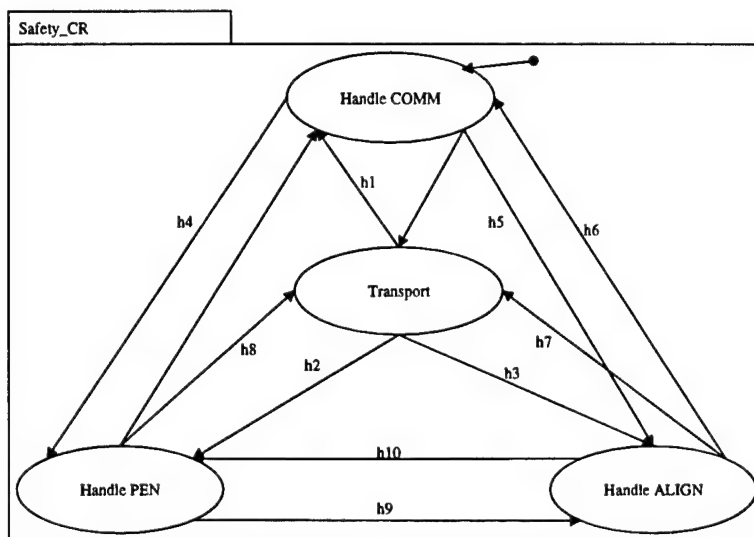 Safety_CR
Handle COMM
h1
h4
h5
h6
Transport
h8
h2
h3
h7
h10
Handle PEN
Handle ALIGN
h9